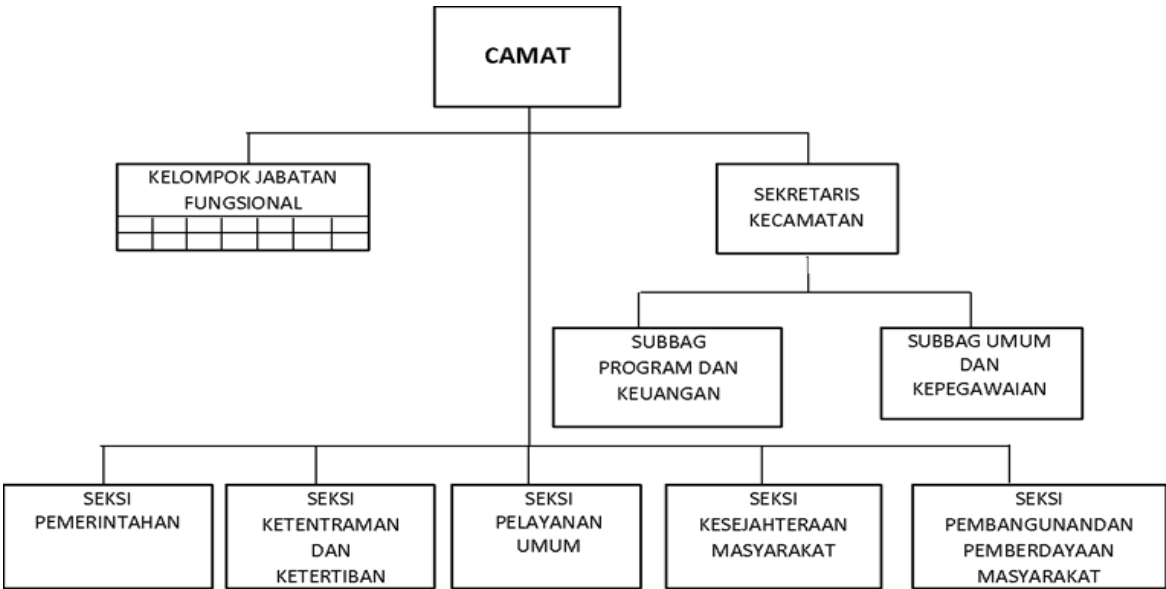 CAMAT
KELOMPOK JABATAN
FUNGSIONAL
SEKRETARIS
KECAMATAN
SUBBAG
PROGRAM DAN
KEUANGAN
SUBBAG UMUM
DAN
KEPEGAWAIAN
SEKSI
PEMERINTAHAN
SEKSI
KETENTRAMAN
DAN
KETERTIBAN
SEKSI
PELAYANAN
UMUM
SEKSI
KESEJAHTERAAN
MASYARAKAT
SEKSI
PEMBANGUNANDAN
PEMBERDAYAAN
MASYARAKAT